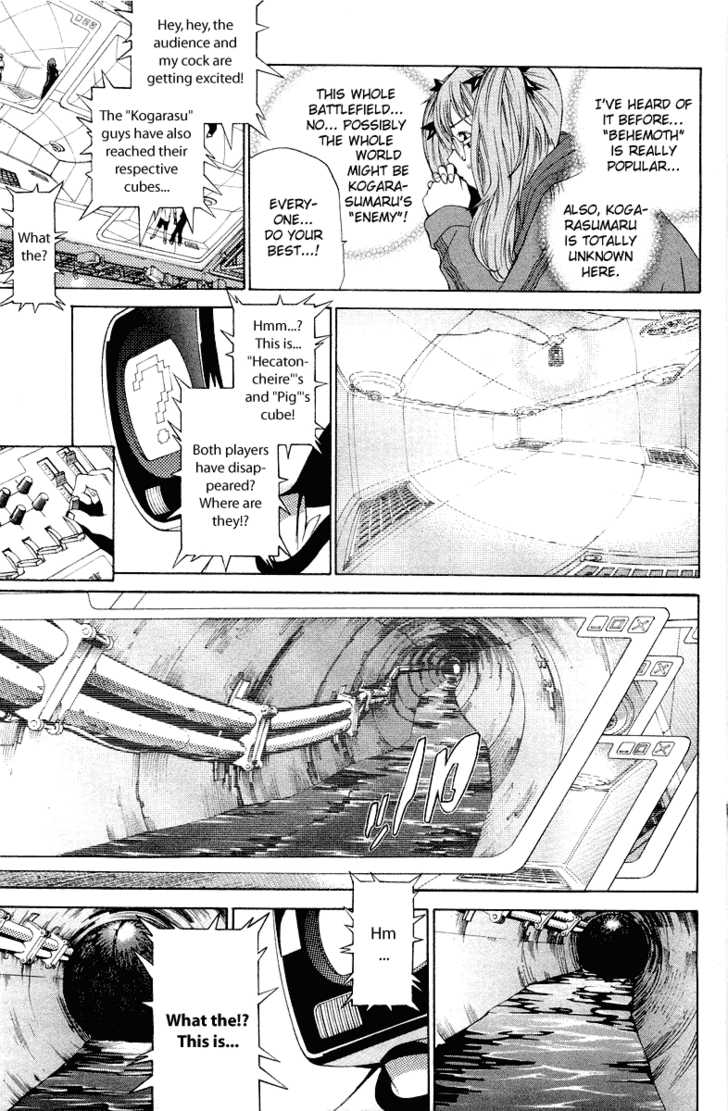 I'VE HEARD OF
IT BEFORE...
"BEHEMOTH"
IS REALLY
POPULAR...
ALSO, KOGA-
RASUMARU
IS TOTALLY
UNKNOWN
HERE.
THIS WHOLE
BATTLEFIELD...
NO... POSSIBLY
THE WHOLE
WORLD
MIGHT BE
KOGARA-
SUMARU'S
"ENEMY"!
EVERY-
ONE...
DO YOUR
BEST...!
Hey, hey, the
audience and
my cock are
getting excited!
The "Kogarasu"
guys have also
reached their
respective
cubes...
What
the?
Hmm...?
This is...
"Hecaton-
cheire"'s
and "Pig"'s
cube!
Both players
have disap-
peared?
Where are
they!?
Hm
...
What the!?
This is...